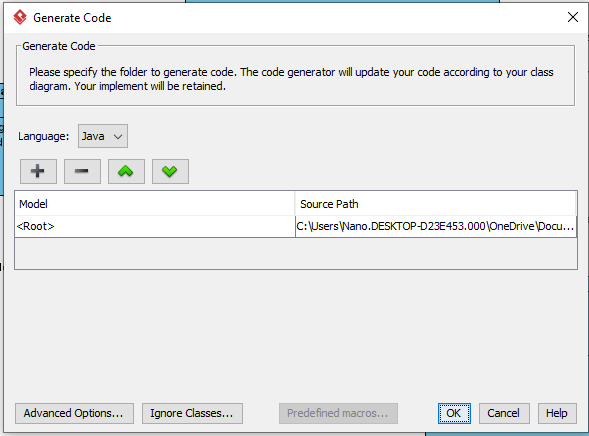 Generate Code
Generate Code
Please specify the folder to generate code. The code generator will update your code according to your class
diagram. Your implement will be retained.
Language: Java
Model Source Path
<Root> C:\Users\Nano.DESKTOP-D23E453.000\OneDrive\Docu...
Advanced Options... Ignore Classes... Predefined macros... OK Cancel Help